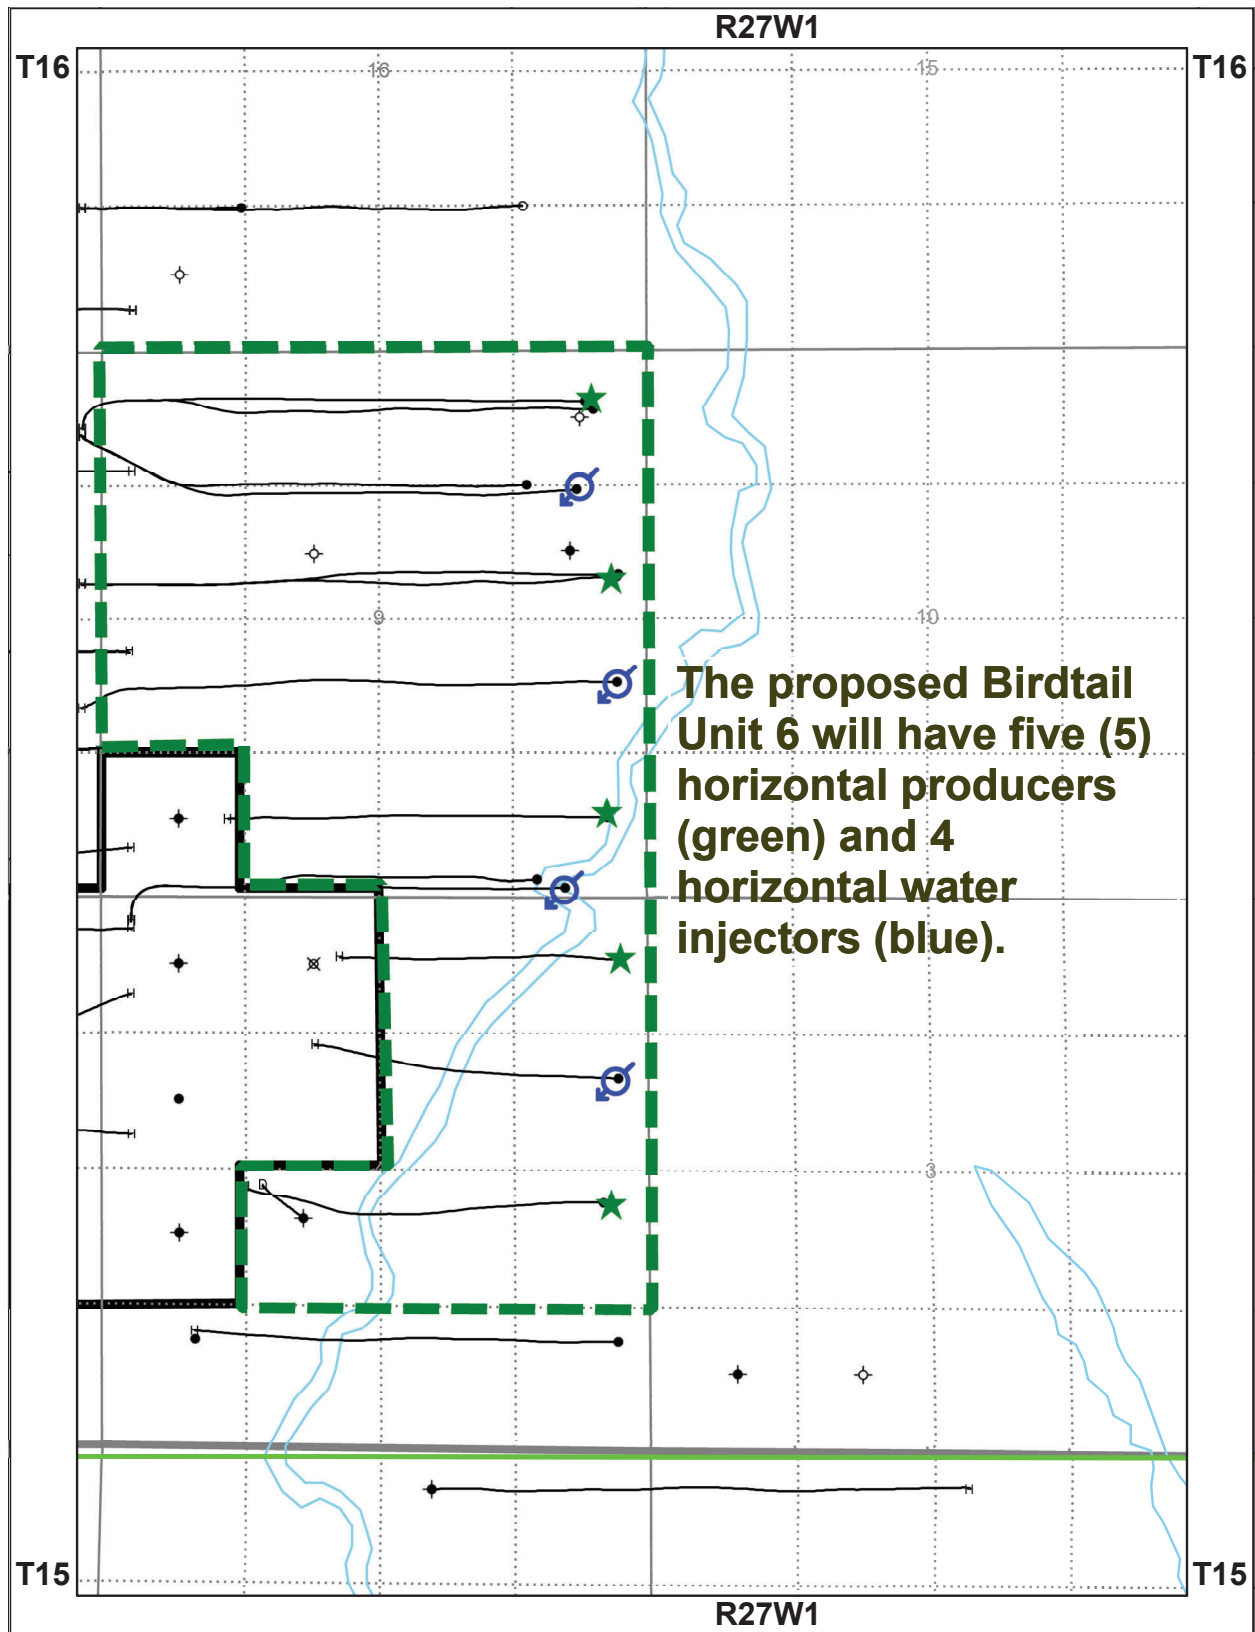 R27W1
T16
T16
16
15
9
10
The proposed Birdtail
Unit 6 will have five (5)
horizontal producers
(green) and 4
horizontal water
injectors (blue).
3
D
T15
T15
R27W1